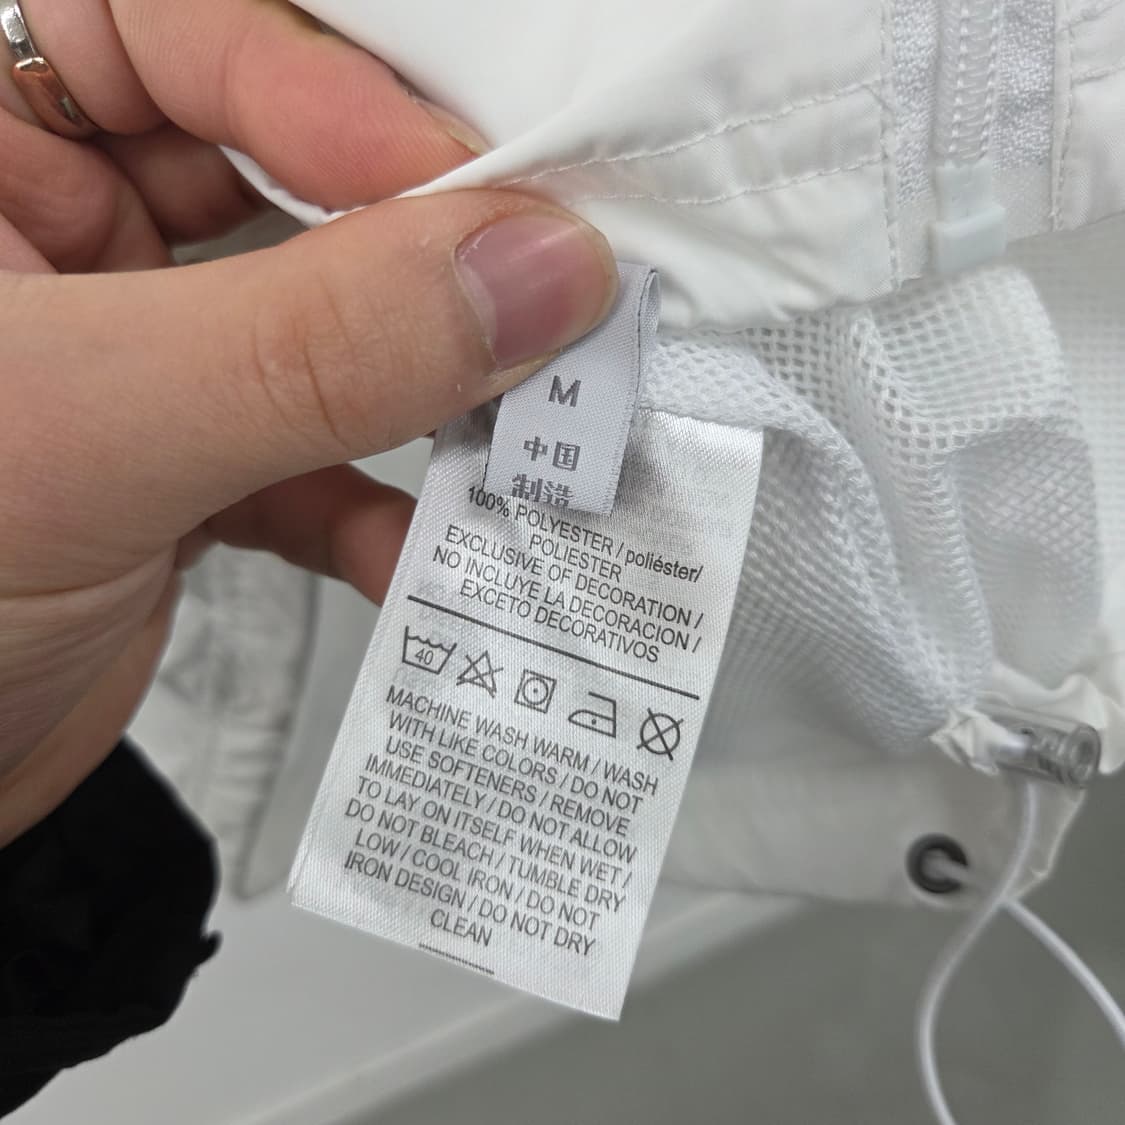 M
中国
制造
100% POLYESTER / poliéster/
POLIESTER
EXCLUSIVE OF DECORATION /
NO INCLUYE LA DECORACION /
EXCETO DECORATIVOS
40
MACHINE WASH WARM / WASH
WITH LIKE COLORS / DO NOT
USE SOFTENERS / REMOVE
IMMEDIATELY / DO NOT ALLOW
TO LAY ON ITSELF WHEN WET /
DO NOT BLEACH / TUMBLE DRY
LOW / COOL IRON / DO NOT
IRON DESIGN / DO NOT DRY
CLEAN